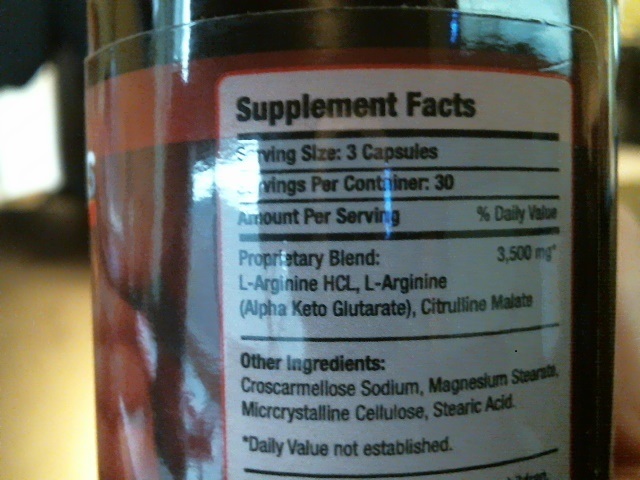 Supplement Facts
Serving Size: 3 Capsules
Servings Per Container: 30
Amount Per Serving % Daily Value
Proprietary Blend: 3,500 mg*
L-Arginine HCL, L-Arginine
(Alpha Keto Glutarate), Citrulline Malate
Other Ingredients:
Croscarmellose Sodium, Magnesium Stearate,
Micrcrystalline Cellulose, Stearic Acid.
*Daily Value not established.